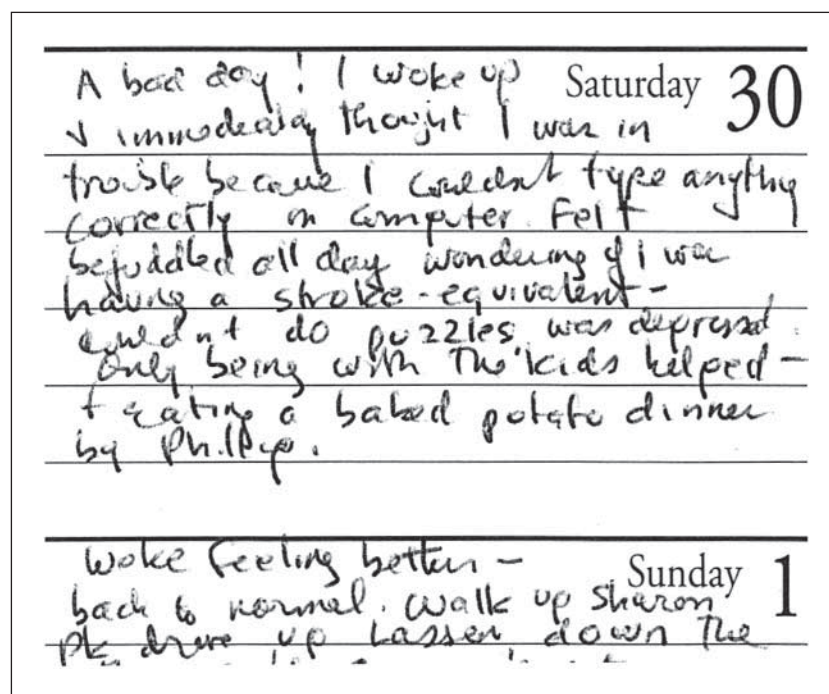 Saturday 30
A bad day! I woke up
+ immediately thought I was in
trouble because I couldn't type anything
correctly on computer. Felt
befuddled all day wondering if I was
having a stroke-equivalent-
couldn't do puzzles, was depressed.
Only being with the kids helped-
+ eating a baked potato dinner
by Phillip.
Sunday 1
Woke feeling better-
back to normal. Walk up Sharon
Pk drive, up Lassen, down the